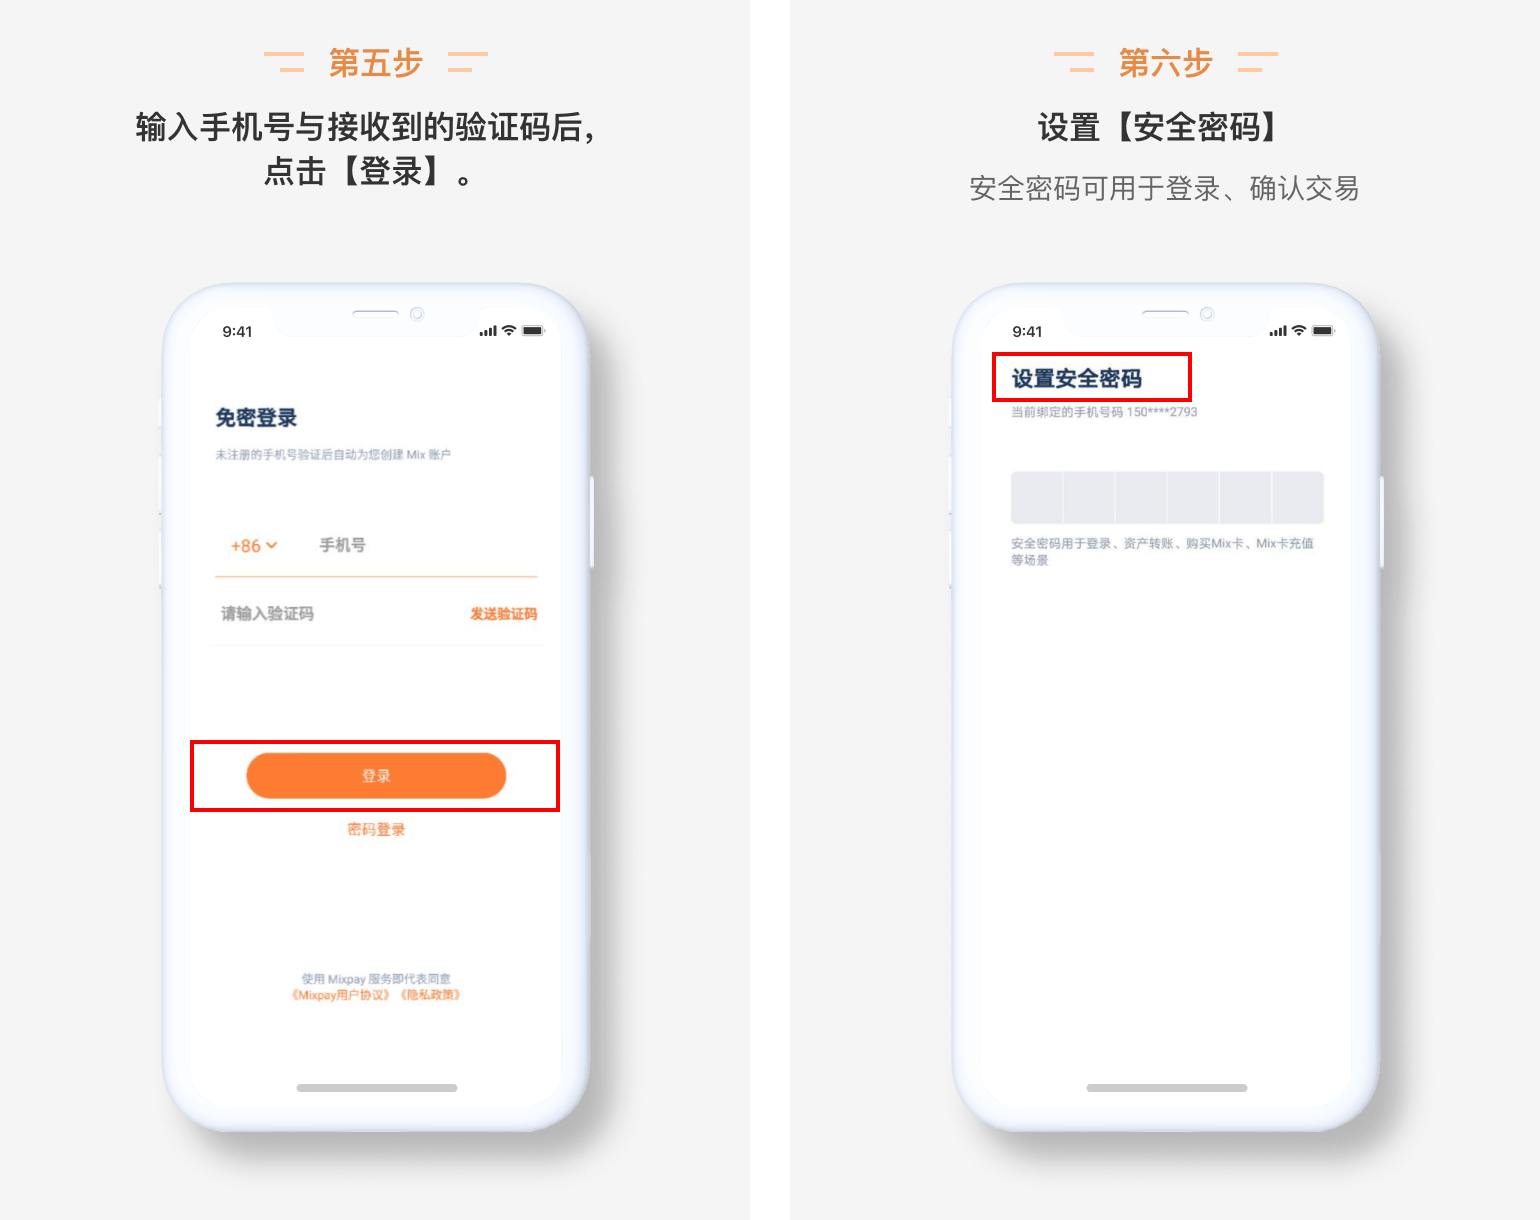 第五步
输入手机号与接收到的验证码后，
点击【登录】。
9:41
免密登录
未注册的手机号验证后自动为您创建 Mix 账户
+86 手机号
请输入验证码 发送验证码
登录
密码登录
使用 Mixpay 服务即代表同意
《Mixpay用户协议》《隐私政策》
第六步
设置【安全密码】
安全密码可用于登录、确认交易
9:41
设置安全密码
当前绑定的手机号码 150****2793
安全密码用于登录、资产转账、购买Mix卡、Mix卡充值
等场景